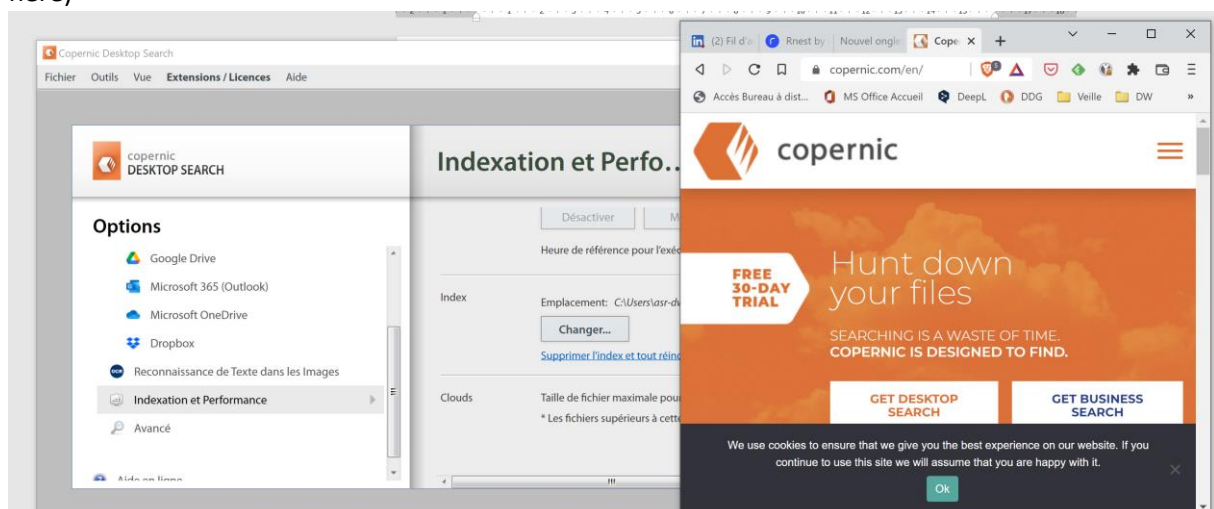 Copernic Desktop Search
Fichier Outils Vue Extensions / Licences Aide
copernic
DESKTOP SEARCH
Options
Google Drive
Microsoft 365 (Outlook)
Microsoft OneDrive
Dropbox
OCR
Reconnaissance de Texte dans les Images
Indexation et Performance
Avancé
Aide en ligne
Indexation et Perfo...
Désactiver M
Heure de référence pour l'exéc
Index
Emplacement: C:\Users\asr-d
Changer...
Supprimer l'index et tout réin
Clouds
Taille de fichier maximale pou
* Les fichiers supérieurs à cett
(2) Fil d'a Rnest by Nouvel ongle Cope
copernic.com/en/
5
Accès Bureau à dist... MS Office Accueil DeepL DDG Veille DW »
copernic
FREE
30-DAY
TRIAL
Hunt down
your files
SEARCHING IS A WASTE OF TIME.
COPERNIC IS DESIGNED TO FIND.
GET DESKTOP
SEARCH
GET BUSINESS
SEARCH
We use cookies to ensure that we give you the best experience on our website. If you
continue to use this site we will assume that you are happy with it.
Ok